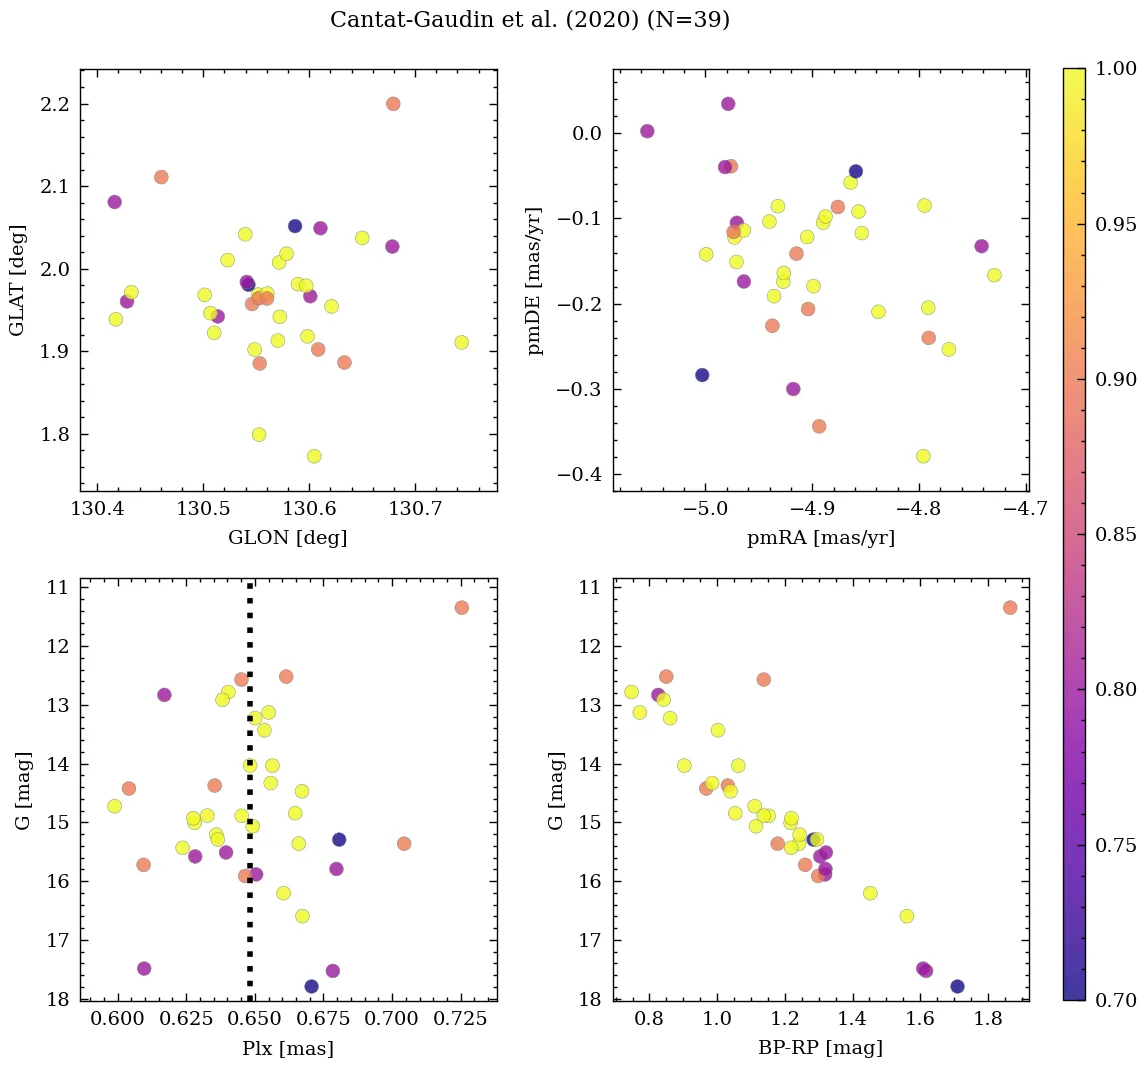 Cantat-Gaudin et al. (2020) (N=39)
2.2
2.1
2.0
1.9
1.8
GLAT [deg]
130.4 130.5 130.6 130.7
GLON [deg]
0.0
−0.1
−0.2
−0.3
−0.4
pmDE [mas/yr]
−5.0 −4.9 −4.8 −4.7
pmRA [mas/yr]
11
12
13
14
15
16
17
18
G [mag]
0.600 0.625 0.650 0.675 0.700 0.725
Plx [mas]
11
12
13
14
15
16
17
18
G [mag]
0.8 1.0 1.2 1.4 1.6 1.8
BP-RP [mag]
1.00
0.95
0.90
0.85
0.80
0.75
0.70